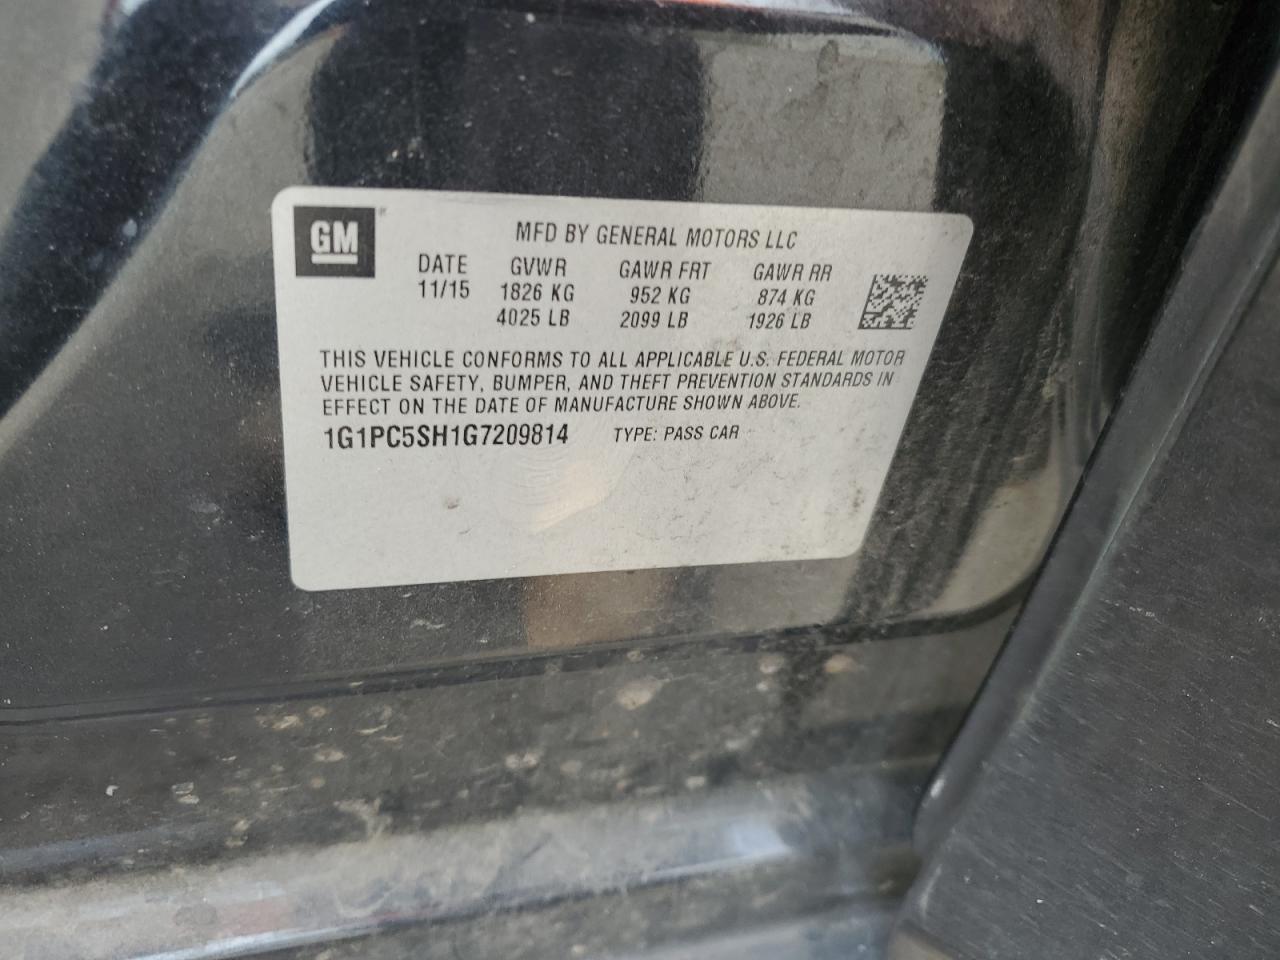 GM
MFD BY GENERAL MOTORS LLC
DATE GVWR GAWR FRT GAWR RR
11/15 1826 KG 952 KG 874 KG
4025 LB 2099 LB 1926 LB
THIS VEHICLE CONFORMS TO ALL APPLICABLE U.S. FEDERAL MOTOR
VEHICLE SAFETY, BUMPER, AND THEFT PREVENTION STANDARDS IN
EFFECT ON THE DATE OF MANUFACTURE SHOWN ABOVE.
1G1PC5SH1G7209814 TYPE: PASS CAR